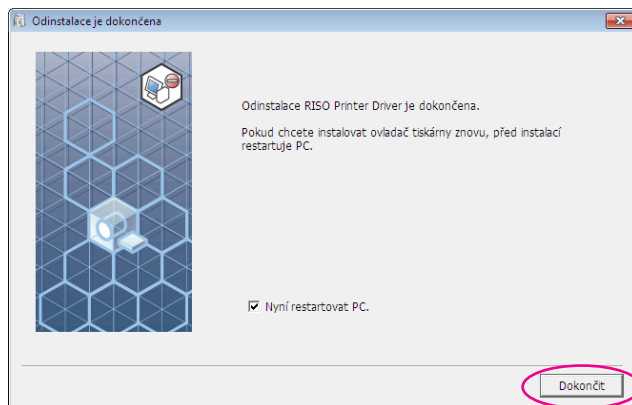 Odinstalace je dokončena
Odinstalace RISO Printer Driver je dokončena.
Pokud chcete instalovat ovladač tiskárny znovu, před instalací
restartuje PC.
Nyní restartovat PC.
Dokončit